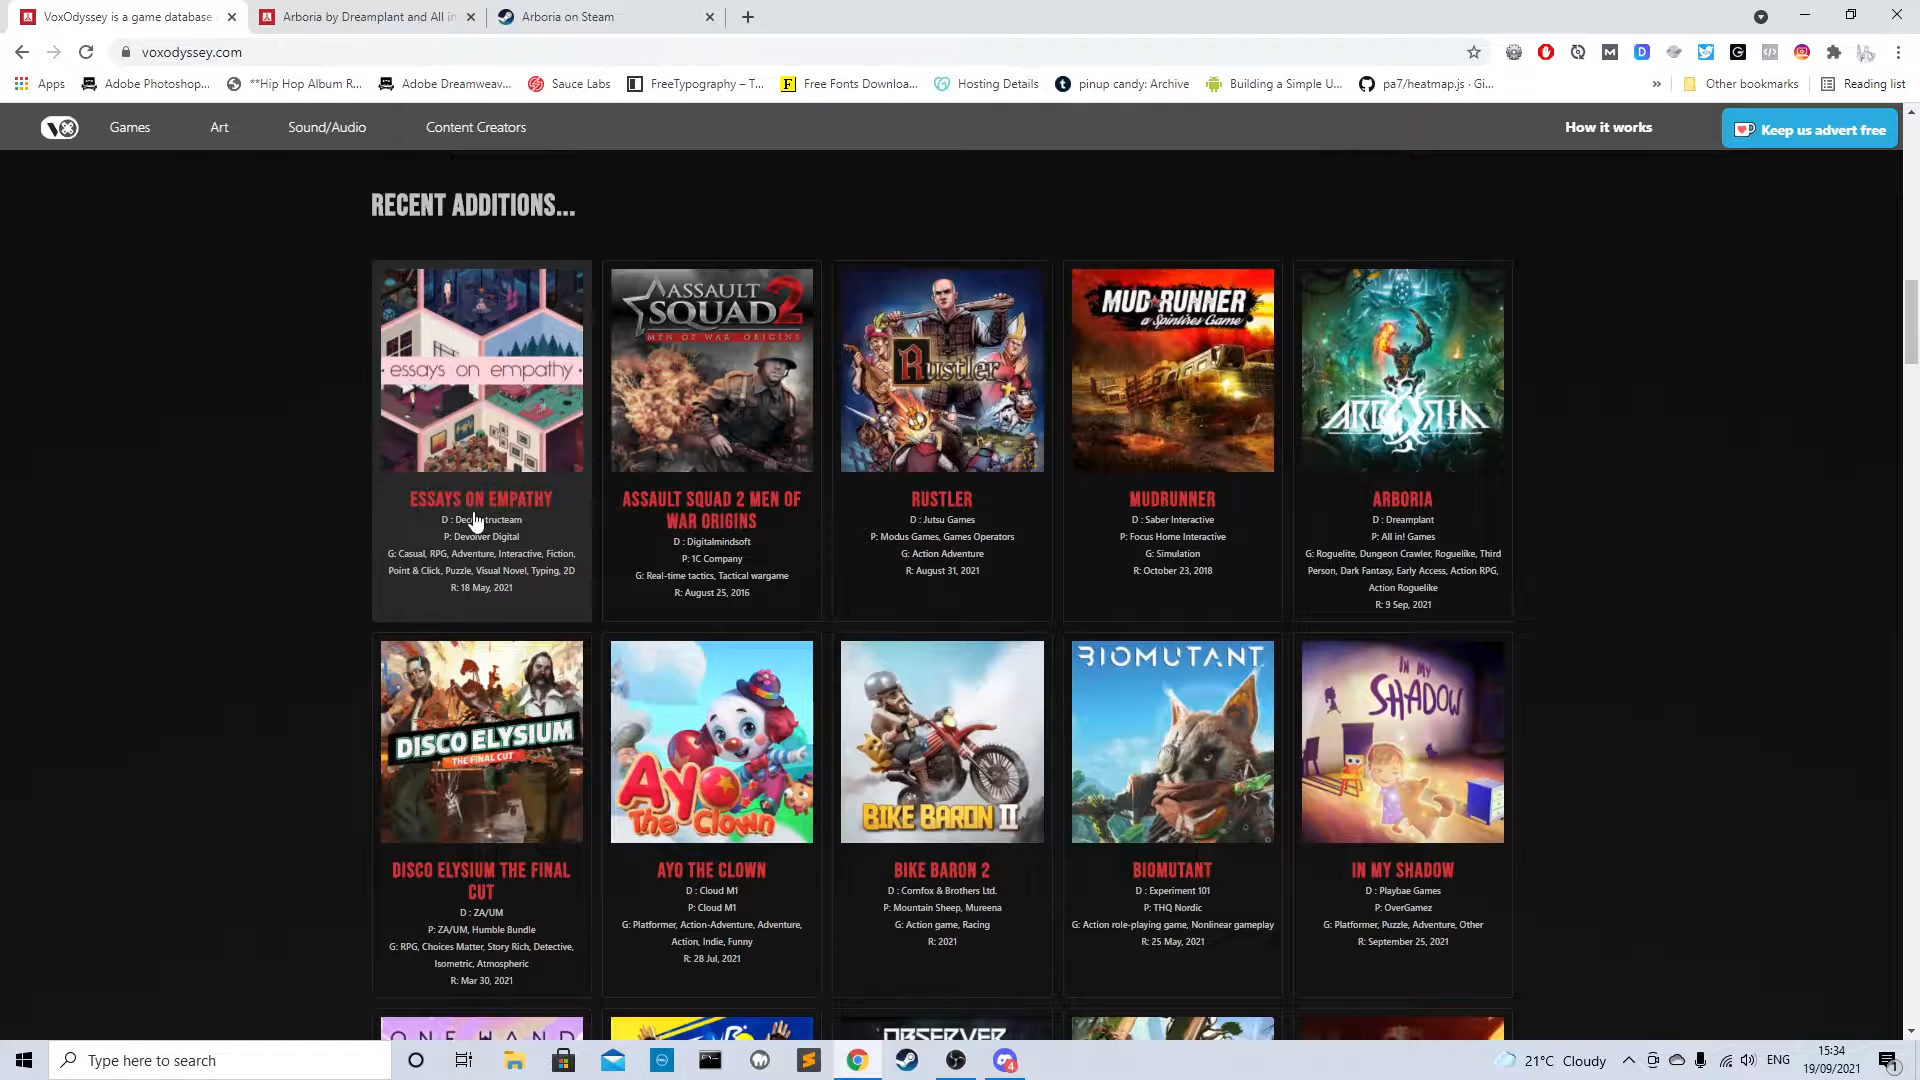 VoxOdyssey is a game database
Arboria by Dreamplant and All in
Arboria on Steam
voxodyssey.com
Apps
Adobe Photoshop...
**Hip Hop Album R...
Adobe Dreamweav...
Sauce Labs
FreeTypography – T...
Free Fonts Downloa...
Hosting Details
pinup candy: Archive
Building a Simple U...
pa7/heatmap.js · Gi...
»
Other bookmarks
Reading list
Games
Art
Sound/Audio
Content Creators
How it works
Keep us advert free
RECENT ADDITIONS...
essays on empathy
ESSAYS ON EMPATHY
P: Devolver Digital
G: Casual, RPG, Adventure, Interactive, Fiction,
Point & Click, Puzzle, Visual Novel, Typing, 2D
R: 18 May, 2021
ASSAULT
SQUAD 2
MEN OF WAR ORIGINS
ASSAULT SQUAD 2 MEN OF
WAR ORIGINS
D : Digitalmindsoft
P: 1C Company
G: Real-time tactics, Tactical wargame
R: August 25, 2016
Rustler
RUSTLER
D : Jutsu Games
P: Modus Games, Games Operators
G: Action Adventure
R: August 31, 2021
MUDRUNNER
a Spintires Game
MUDRUNNER
D : Saber Interactive
P: Focus Home Interactive
G: Simulation
R: October 23, 2018
ARBORIA
ARBORIA
D : Dreamplant
P: All in! Games
G: Roguelite, Dungeon Crawler, Roguelike, Third
Person, Dark Fantasy, Early Access, Action RPG,
Action Roguelike
R: 9 Sep, 2021
DISCO ELYSIUM
THE FINAL CUT
DISCO ELYSIUM THE FINAL
CUT
D : ZA/UM
P: ZA/UM, Humble Bundle
G: RPG, Choices Matter, Story Rich, Detective,
Isometric, Atmospheric
R: Mar 30, 2021
Ayo
The Clown
AYO THE CLOWN
D : Cloud M1
P: Cloud M1
G: Platformer, Action-Adventure, Adventure,
Action, Indie, Funny
R: 28 Jul, 2021
BIKE BARON II
BIKE BARON 2
D : Cornfox & Brothers Ltd.
P: Mountain Sheep, Mureena
G: Action game, Racing
R: 2021
BIOMUTANT
BIOMUTANT
D : Experiment 101
P: THQ Nordic
G: Action role-playing game, Nonlinear gameplay
R: 25 May, 2021
IN MY
SHADOW
IN MY SHADOW
D : Playbae Games
P: OverGamez
G: Platformer, Puzzle, Adventure, Other
R: September 25, 2021
ONE HAND
OBSERVER
Type here to search
4
21°C Cloudy
ENG
15:34
19/09/2021
1